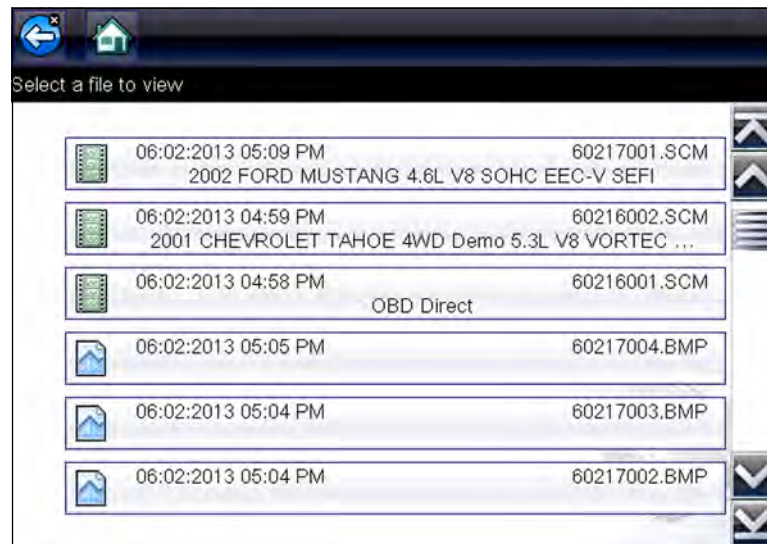 Select a file to view
06:02:2013 05:09 PM 60217001.SCM
2002 FORD MUSTANG 4.6L V8 SOHC EEC-V SEFI
06:02:2013 04:59 PM 60216002.SCM
2001 CHEVROLET TAHOE 4WD Demo 5.3L V8 VORTEC ...
06:02:2013 04:58 PM 60216001.SCM
OBD Direct
06:02:2013 05:05 PM 60217004.BMP
06:02:2013 05:04 PM 60217003.BMP
06:02:2013 05:04 PM 60217002.BMP